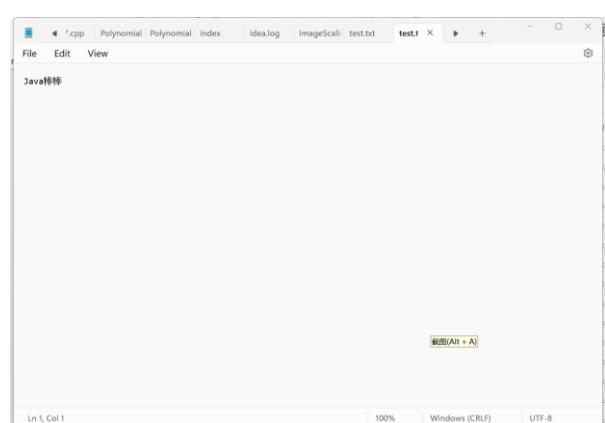 '.cpp Polynomial Polynomial index idea.log ImageScali test.txt test.t × +
File Edit View
Java棒棒
截图(Alt + A)
Ln 1, Col 1 100% Windows (CRLF) UTF-8